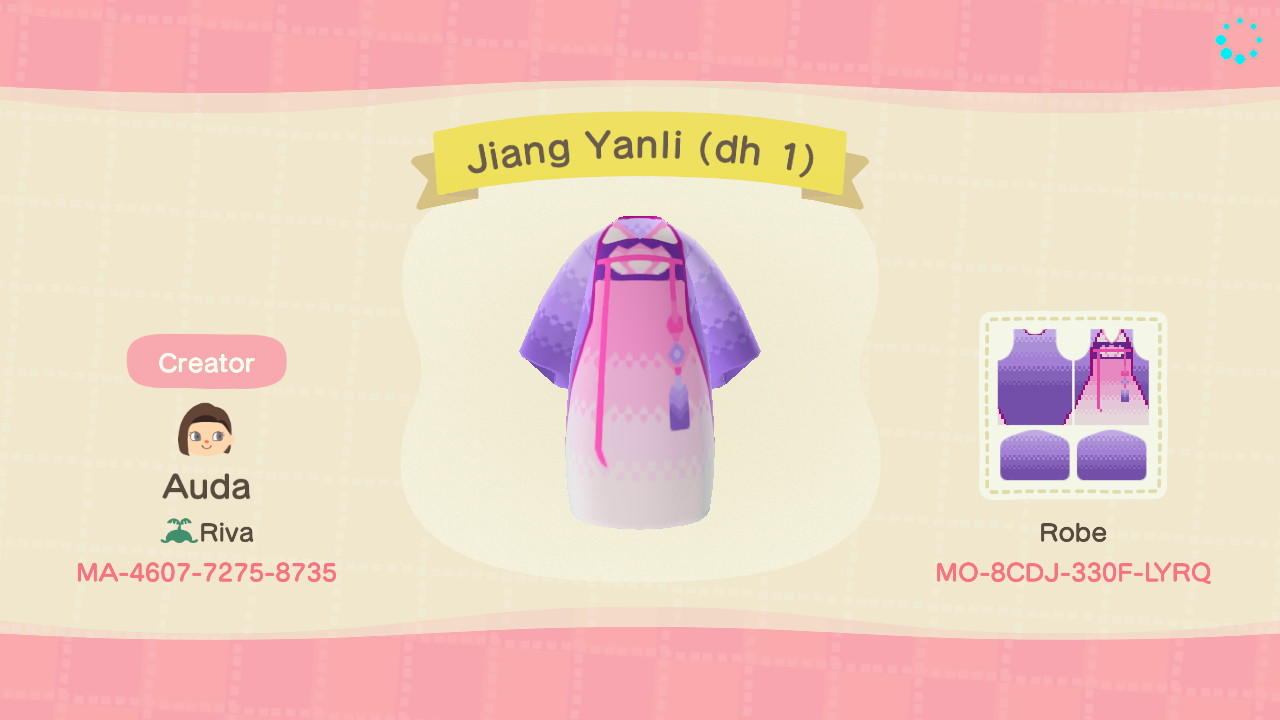 Jiang Yanli (dh 1)
Creator
Auda
Riva
MA-4607-7275-8735
Robe
MO-8CDJ-330F-LYRQ